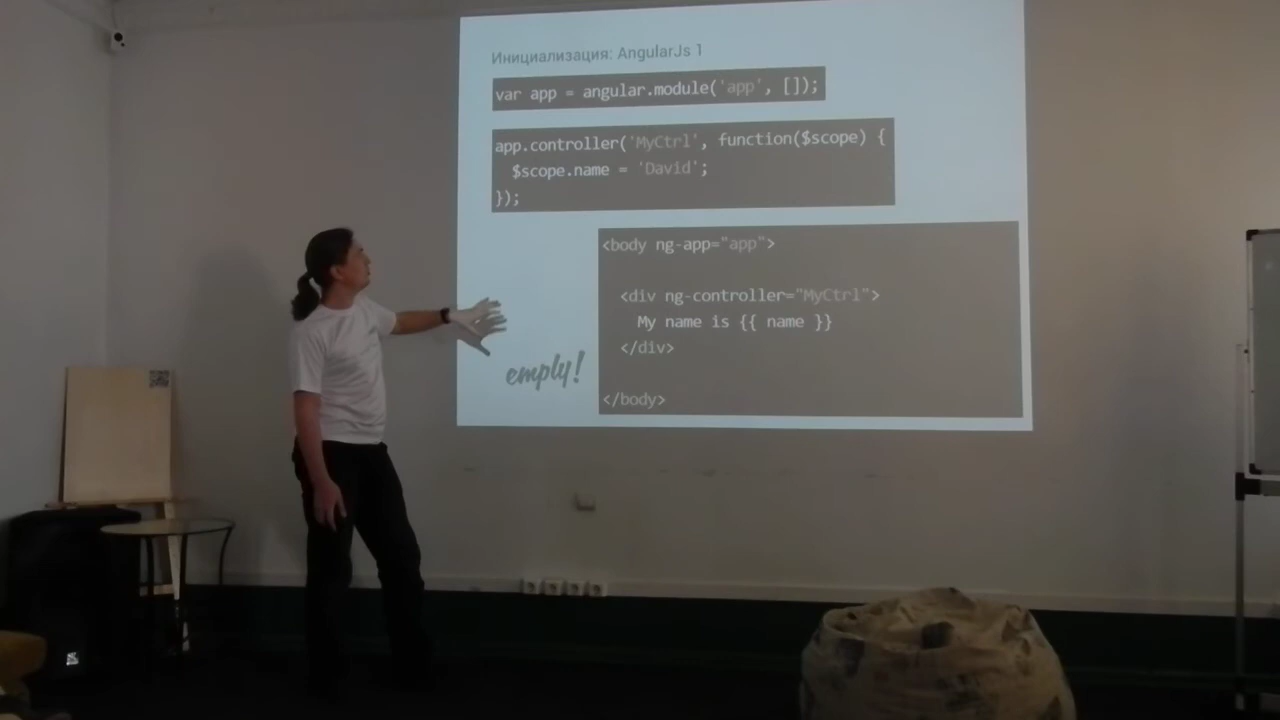 Инициализация: AngularJs 1
var app = angular.module('app', []);
app.controller('MyCtrl', function($scope) {
$scope.name = 'David';
});
<body ng-app="app">
<div ng-controller="MyCtrl">
My name is {{ name }}
</div>
</body>
emply!